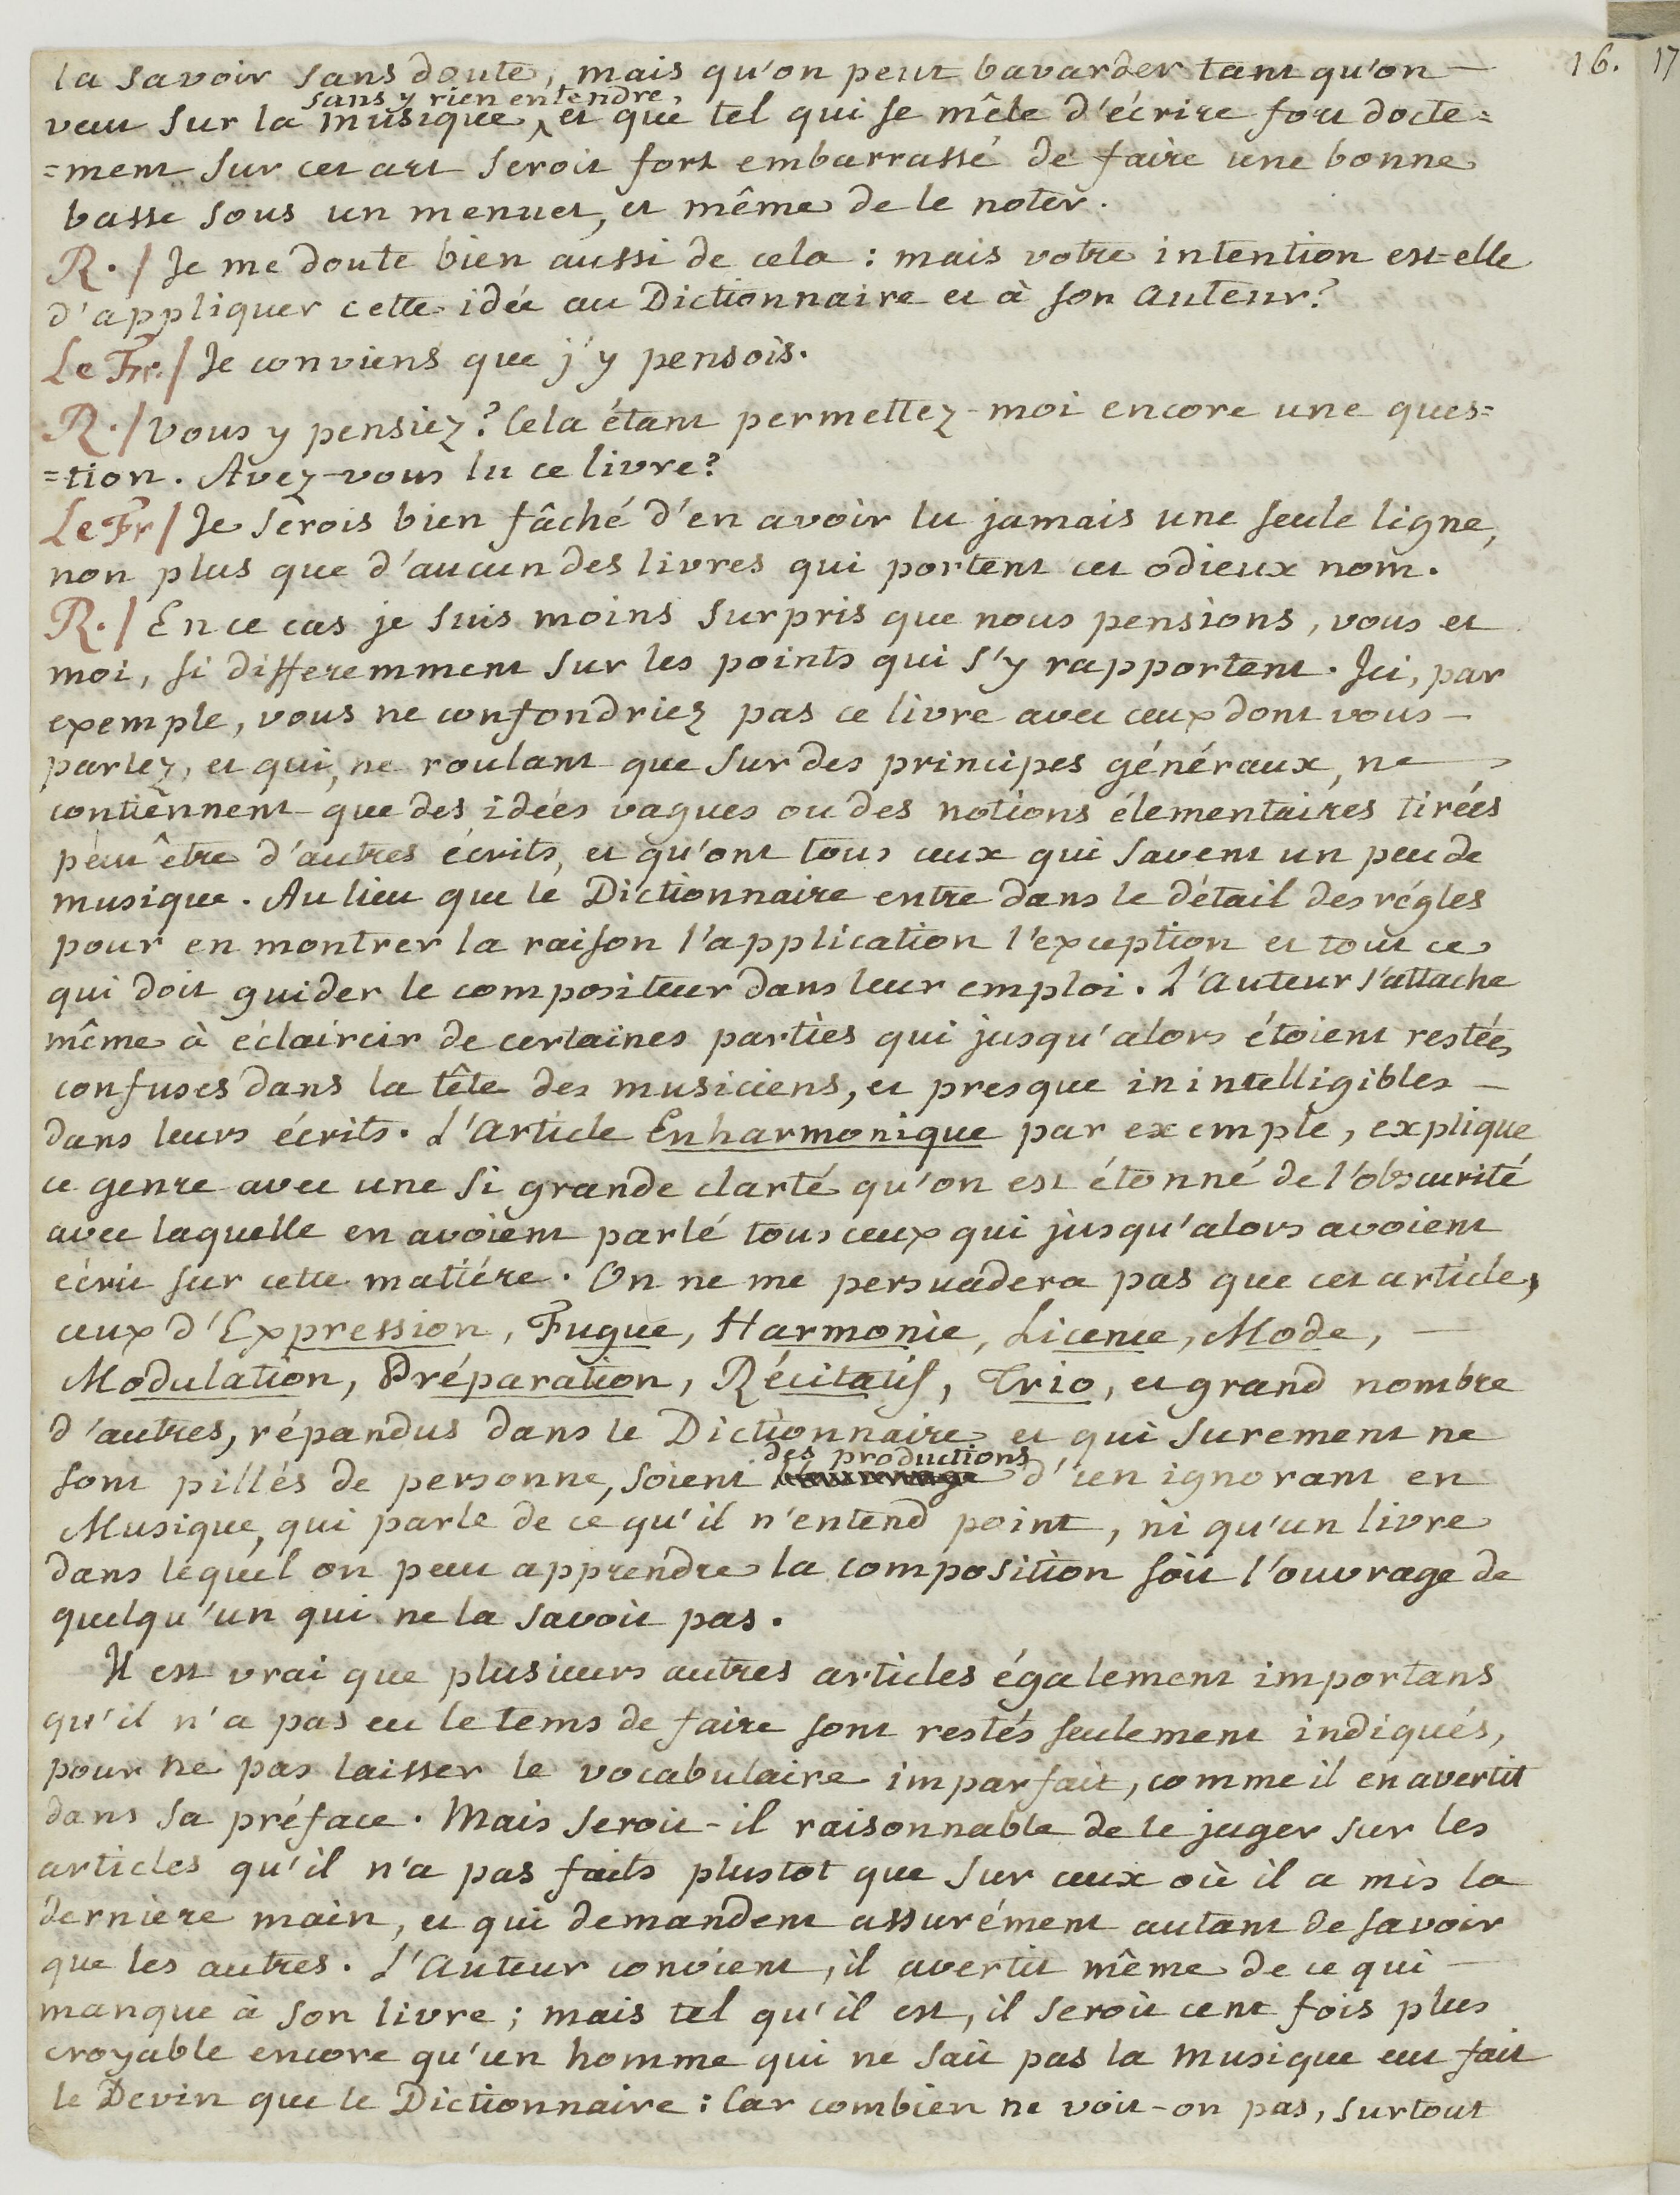 16. 17
la savoir sans doute, mais qu'on peut bavarder tant qu'on —
sans y rien entendre,
veut sur la musique, et que tel qui se mêle d'écrire fort docte=
=ment sur cet art seroit fort embarrassé de faire une bonne
basse sous un menuet, et même de le noter.
R. / Je me doute bien aussi de cela : mais votre intention est-elle
d'appliquer cette idée au Dictionnaire et à son Auteur?
Le Fr. / Je conviens que j'y pensois.
R. / Vous y pensiez? Cela étant permettez-moi encore une ques=
=tion. Avez-vous lu ce livre?
Le Fr / Je serois bien fâché d'en avoir lu jamais une seule ligne,
non plus que d'aucun des livres qui portent cet odieux nom.
R. / En ce cas je suis moins surpris que nous pensions, vous et
moi, si differemment sur les points qui s'y rapportent. Ici, par
exemple, vous ne confondriez pas ce livre avec ceux dont vous —
parlez, et qui, ne roulant que sur des principes généraux, ne —
contiennent que des idées vagues ou des notions élementaires tirées
peut être d'autres écrits, et qu'ont tous ceux qui savent un peu de
musique. Au lieu que le Dictionnaire entre dans le détail des régles
pour en montrer la raison l'application l'exception et tout ce
qui doit guider le compositeur dans leur emploi. L'Auteur s'attache
même à éclaircir de certaines parties qui jusqu'alors étoient restées
confuses dans la tête des musiciens, et presque inintelligibles —
dans leurs écrits. L'Article Enharmonique par exemple, explique
ce genre avec une si grande clarté qu'on est étonné de l'obscurité
avec laquelle en avoient parlé tous ceux qui jusqu'alors avoient
écrit sur cette matiére. On ne me persuadera pas que cet article,
ceux d'Expression, Fugue, Harmonie, Licence, Mode, —
Modulation, Préparation, Récitatif, Trio, et grand nombre
d'autres, répandus dans le Dictionnaire et qui surement ne
des productions
sont pillés de personne, soient l'ouvrage d'un ignorant en
Musique, qui parle de ce qu'il n'entend point, ni qu'un livre
dans lequel on peut apprendre la composition soit l'ouvrage de
quelqu'un qui ne la savoit pas.
Il est vrai que plusieurs autres articles également importans
qu'il n'a pas eu le tems de faire sont restés seulement indiqués,
pour ne pas laisser le vocabulaire imparfait, comme il en avertit
dans sa préface. Mais seroit-il raisonnable de le juger sur les
articles qu'il n'a pas faits plustot que sur ceux où il a mis la
derniere main, et qui demandent assurément autant de savoir
que les autres. L'Auteur convient, il avertit même de ce qui —
manque à son livre; mais tel qu'il est, il seroit cent fois plus
croyable encore qu'un homme qui ne sait pas la musique eut fait
le Devin que le Dictionnaire : Car combien ne voit-on pas, surtout